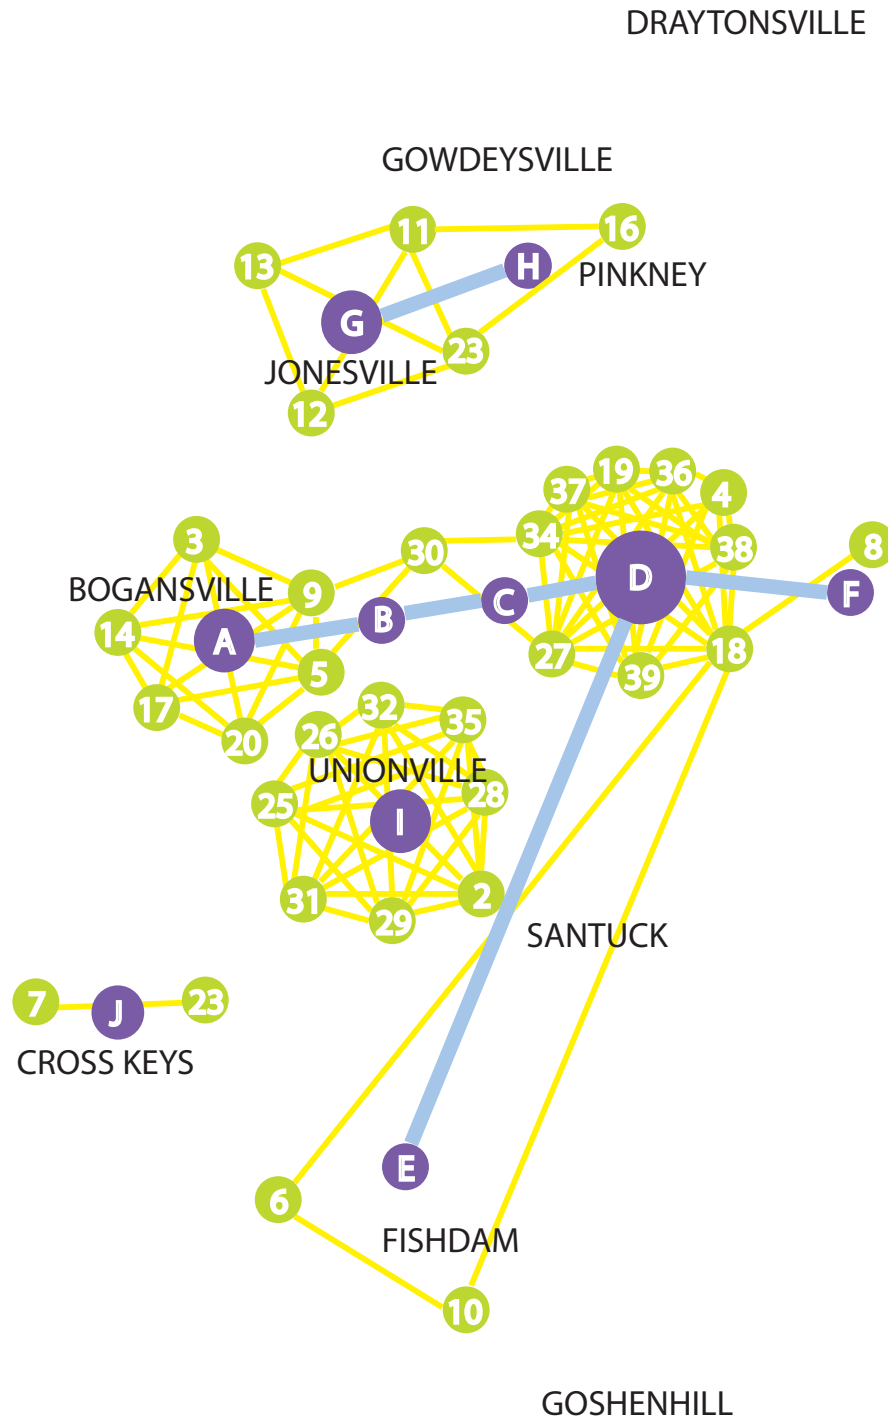 DRAYTONSVILLE
GOWDEYSVILLE
11
16
13
H
PINKNEY
G
23
JONESVILLE
12
19
36
37
4
34
38
3
30
8
BOGANSVILLE
9
D
C
F
14
A
B
5
27
18
39
17
20
32
35
26
UNIONVILLE
28
25
I
31
2
29
SANTUCK
7
J
23
CROSS KEYS
E
6
FISHDAM
10
GOSHENHILL